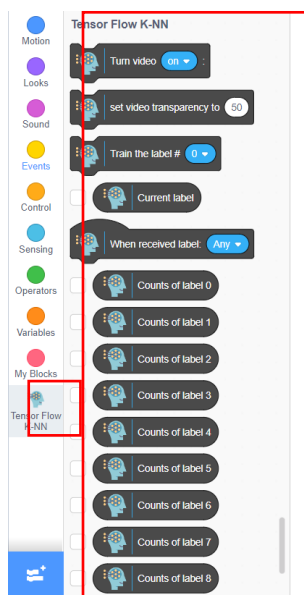 Tensor Flow K-NN
Motion
Looks
Sound
Events
Control
Sensing
Operators
Variables
My Blocks
Tensor Flow
K-NN
Turn video on :
set video transparency to 50
Train the label # 0
Current label
When received label: Any
Counts of label 0
Counts of label 1
Counts of label 2
Counts of label 3
Counts of label 4
Counts of label 5
Counts of label 6
Counts of label 7
Counts of label 8